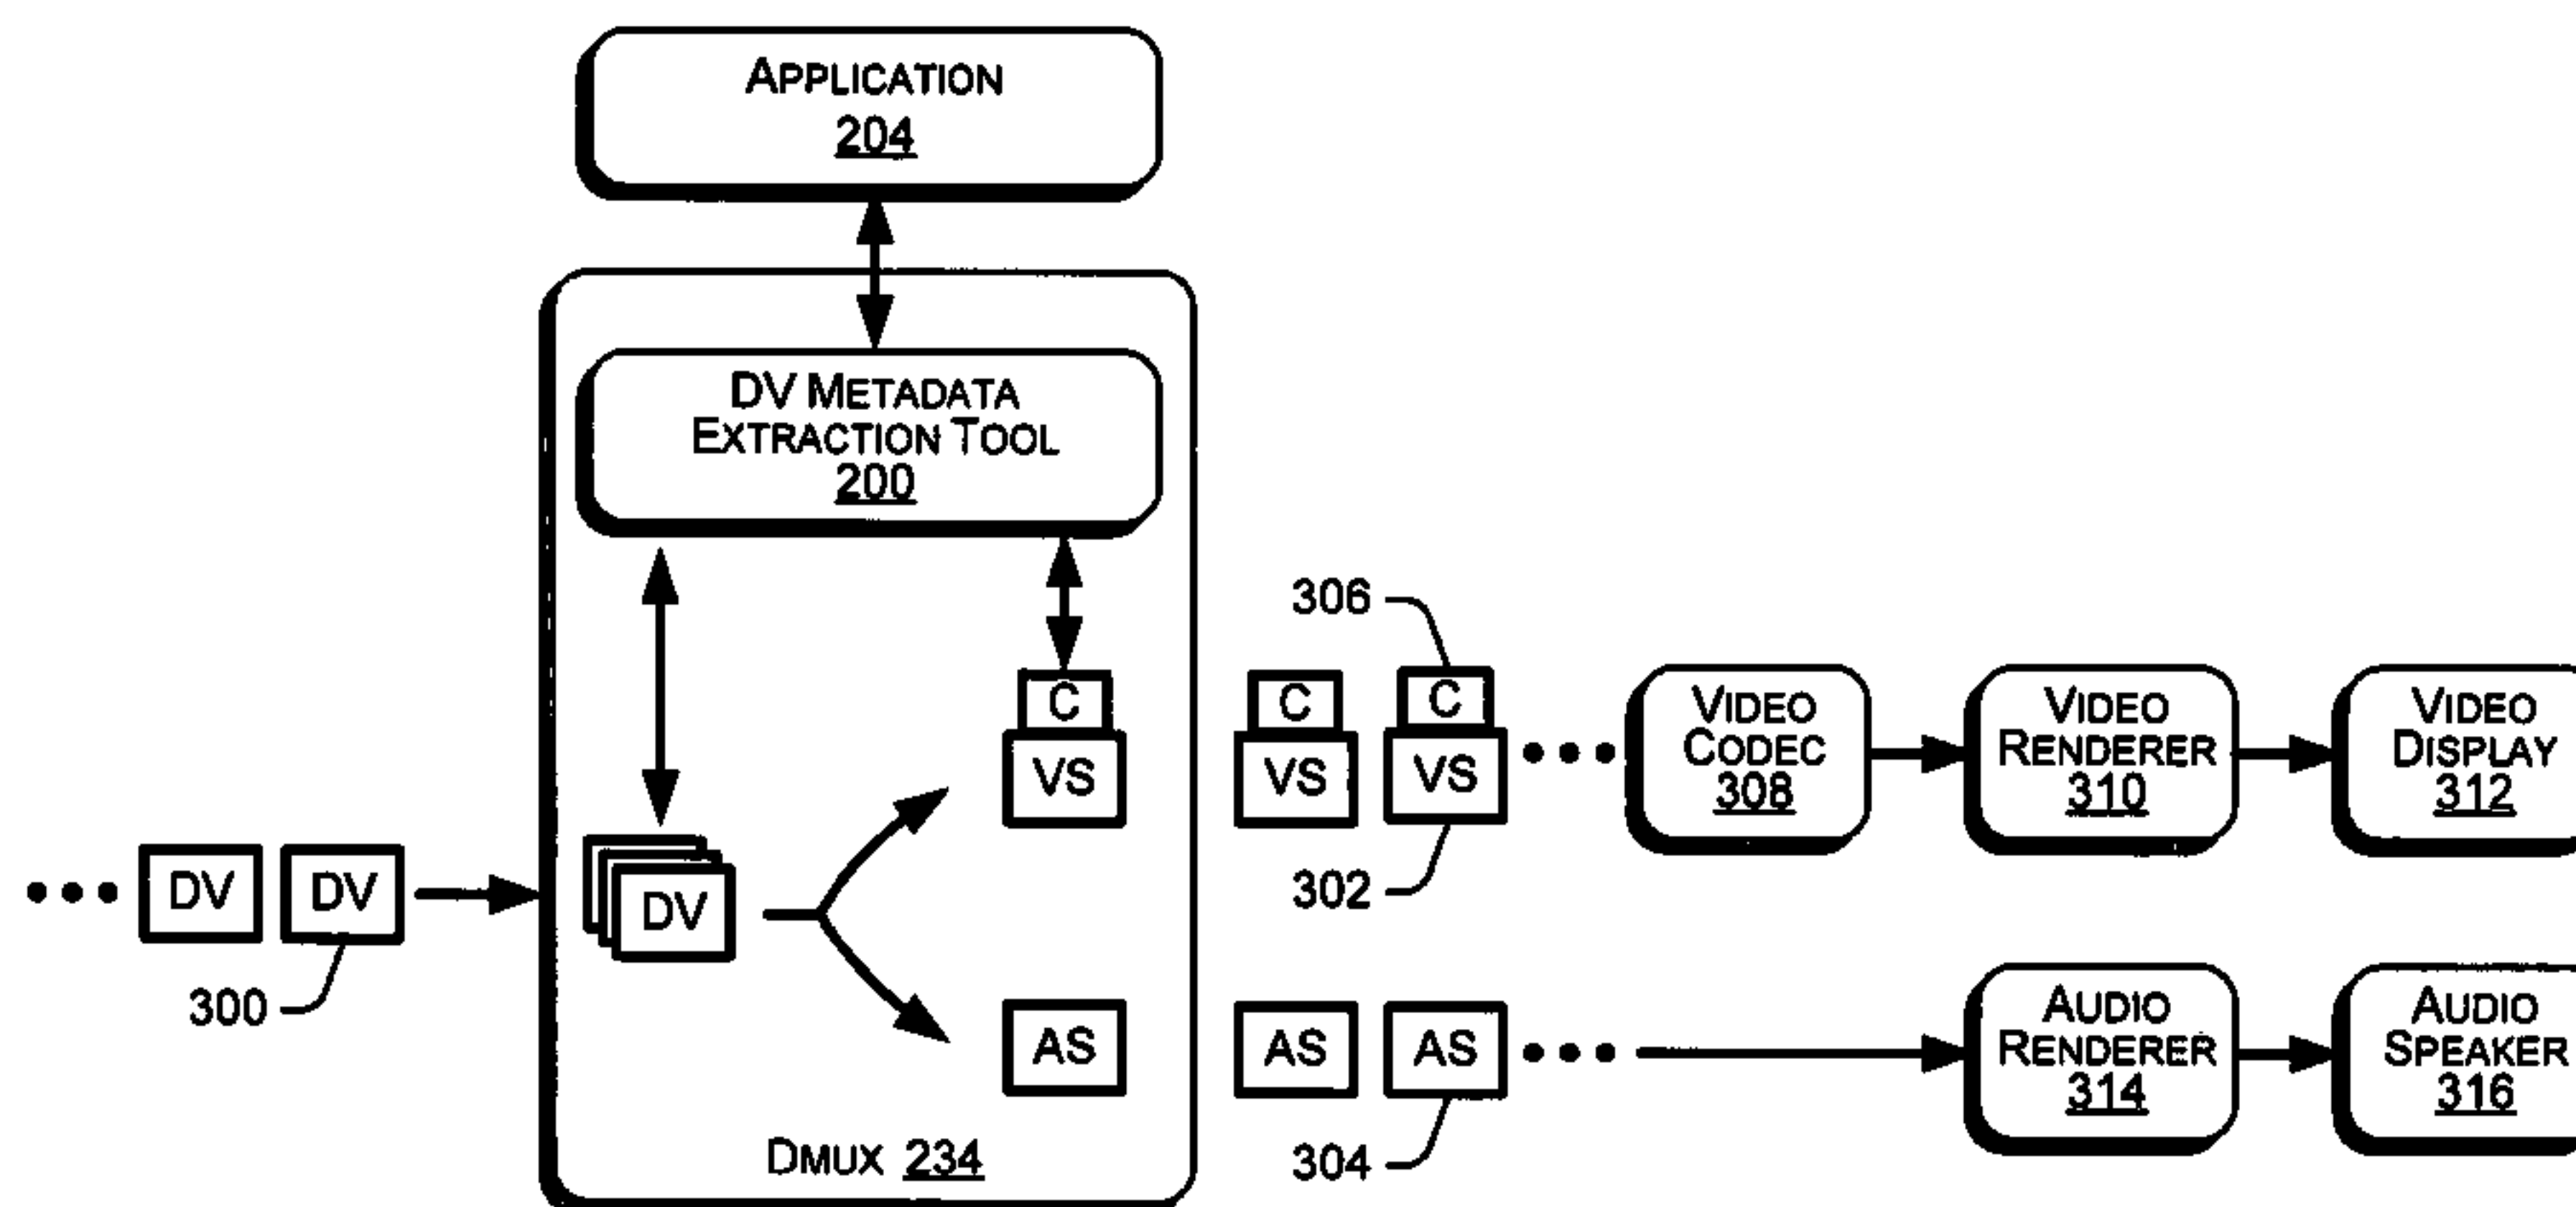 APPLICATION
204
DV METADATA
EXTRACTION TOOL
200
306
C
C
C
VIDEO
CODEC
308
VIDEO
RENDERER
310
VIDEO
DISPLAY
312
VS
VS
VS
302
DV
DV
DV
300
AS
AS
AS
AUDIO
RENDERER
314
AUDIO
SPEAKER
316
304
DMUX 234